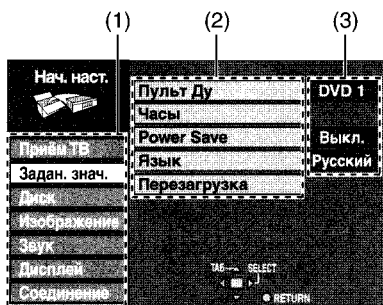 (1) (2) (3)
Нач. наст.
Приём ТВ
Задан. знач.
Диск
Изображение
Звук
Дисплей
Соединение
Пульт Ду
Часы
Power Save
Язык
Перезагрузка
DVD 1
Выкл.
Русский
TAБ SELECT
RETURN